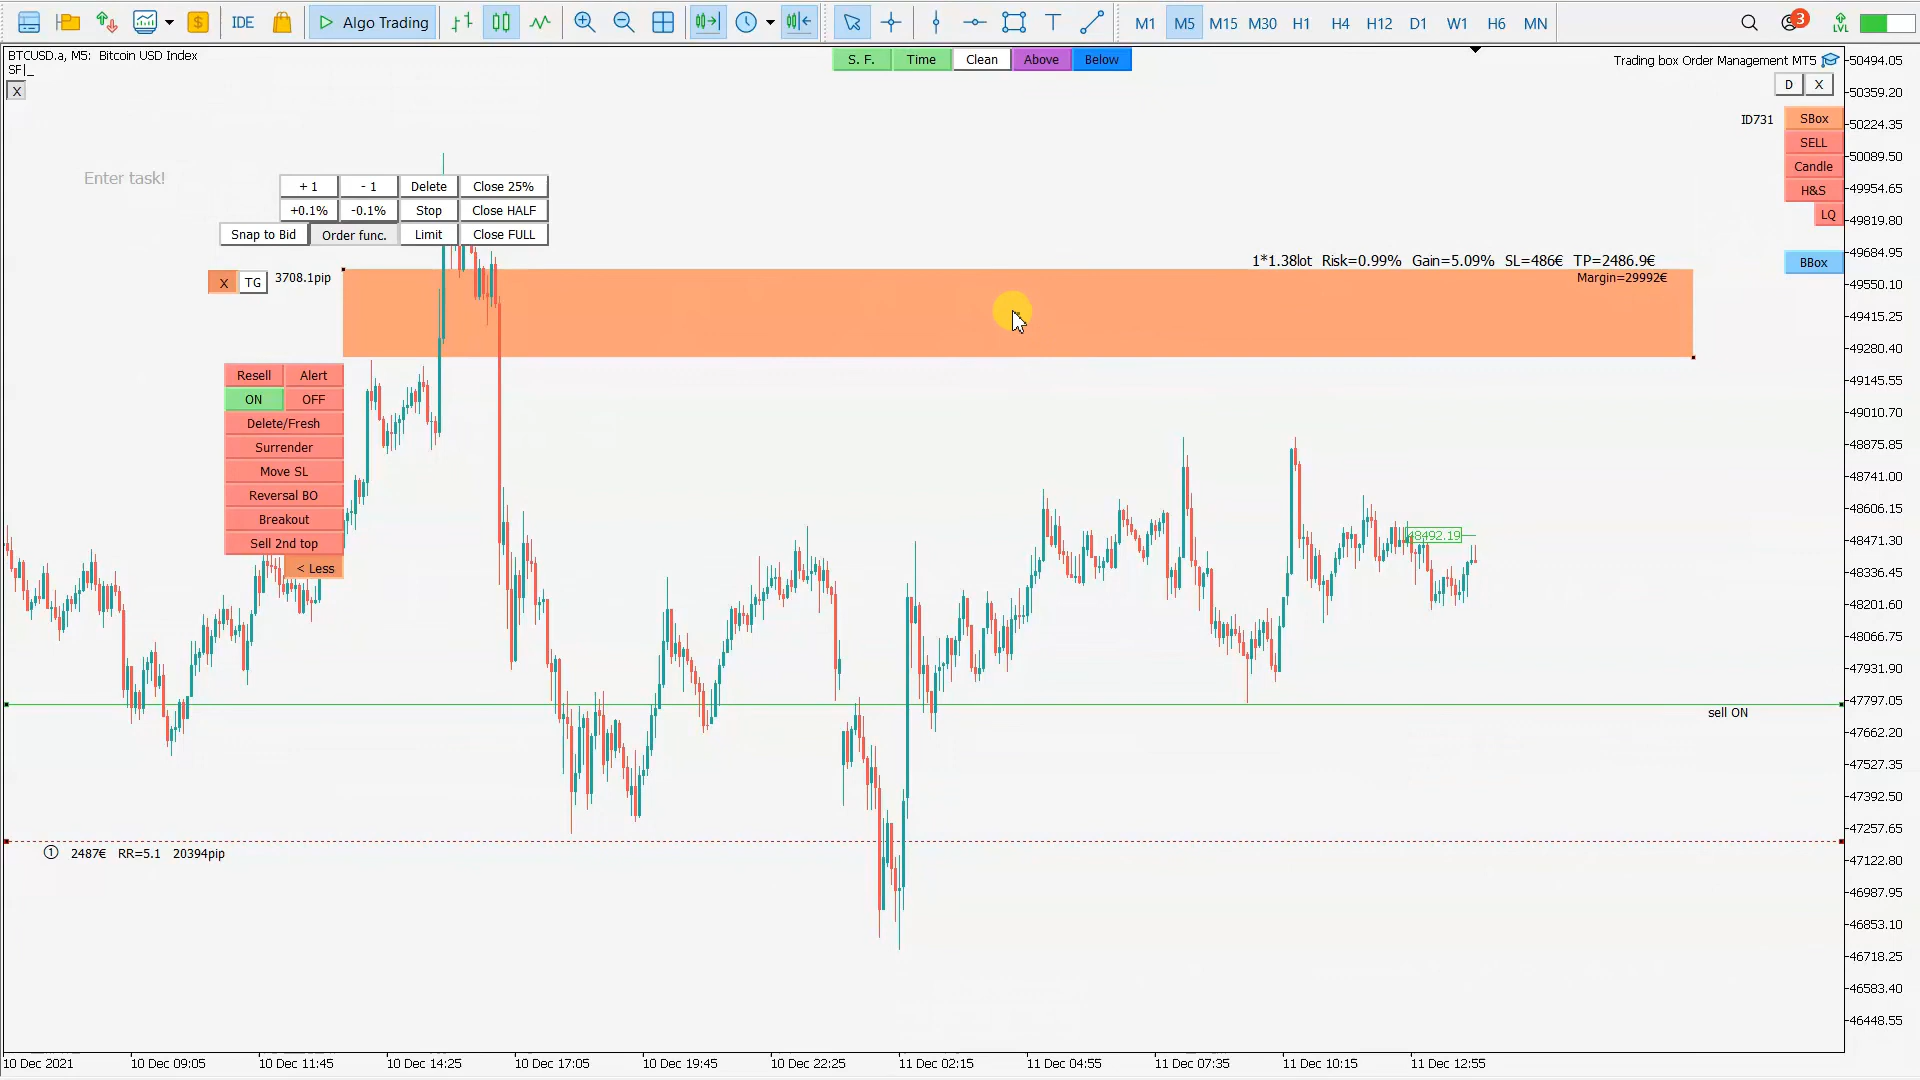 IDE
Algo Trading
M1 M5 M15 M30 H1 H4 H12 D1 W1 H6 MN
3
LVL
BTCUSD.a, M5: Bitcoin USD Index
SF|_
X
S. F. Time Clean Above Below
Trading box Order Management MT5
D X
ID731
SBox
SELL
Candle
H&S
LQ
BBox
Enter task!
+ 1 - 1 Delete Close 25%
+0.1% -0.1% Stop Close HALF
Snap to Bid Order func. Limit Close FULL
X TG 3708.1pip
1*1.38lot Risk=0.99% Gain=5.09% SL=486€ TP=2486.9€
Margin=29992€
Resell Alert
ON OFF
Delete/Fresh
Surrender
Move SL
Reversal BO
Breakout
Sell 2nd top
< Less
48492.19
sell ON
① 2487€ RR=5.1 20394pip
50494.05
50359.20
50224.35
50089.50
49954.65
49819.80
49684.95
49550.10
49415.25
49280.40
49145.55
49010.70
48875.85
48741.00
48606.15
48471.30
48336.45
48201.60
48066.75
47931.90
47797.05
47662.20
47527.35
47392.50
47257.65
47122.80
46987.95
46853.10
46718.25
46583.40
46448.55
10 Dec 2021 10 Dec 09:05 10 Dec 11:45 10 Dec 14:25 10 Dec 17:05 10 Dec 19:45 10 Dec 22:25 11 Dec 02:15 11 Dec 04:55 11 Dec 07:35 11 Dec 10:15 11 Dec 12:55